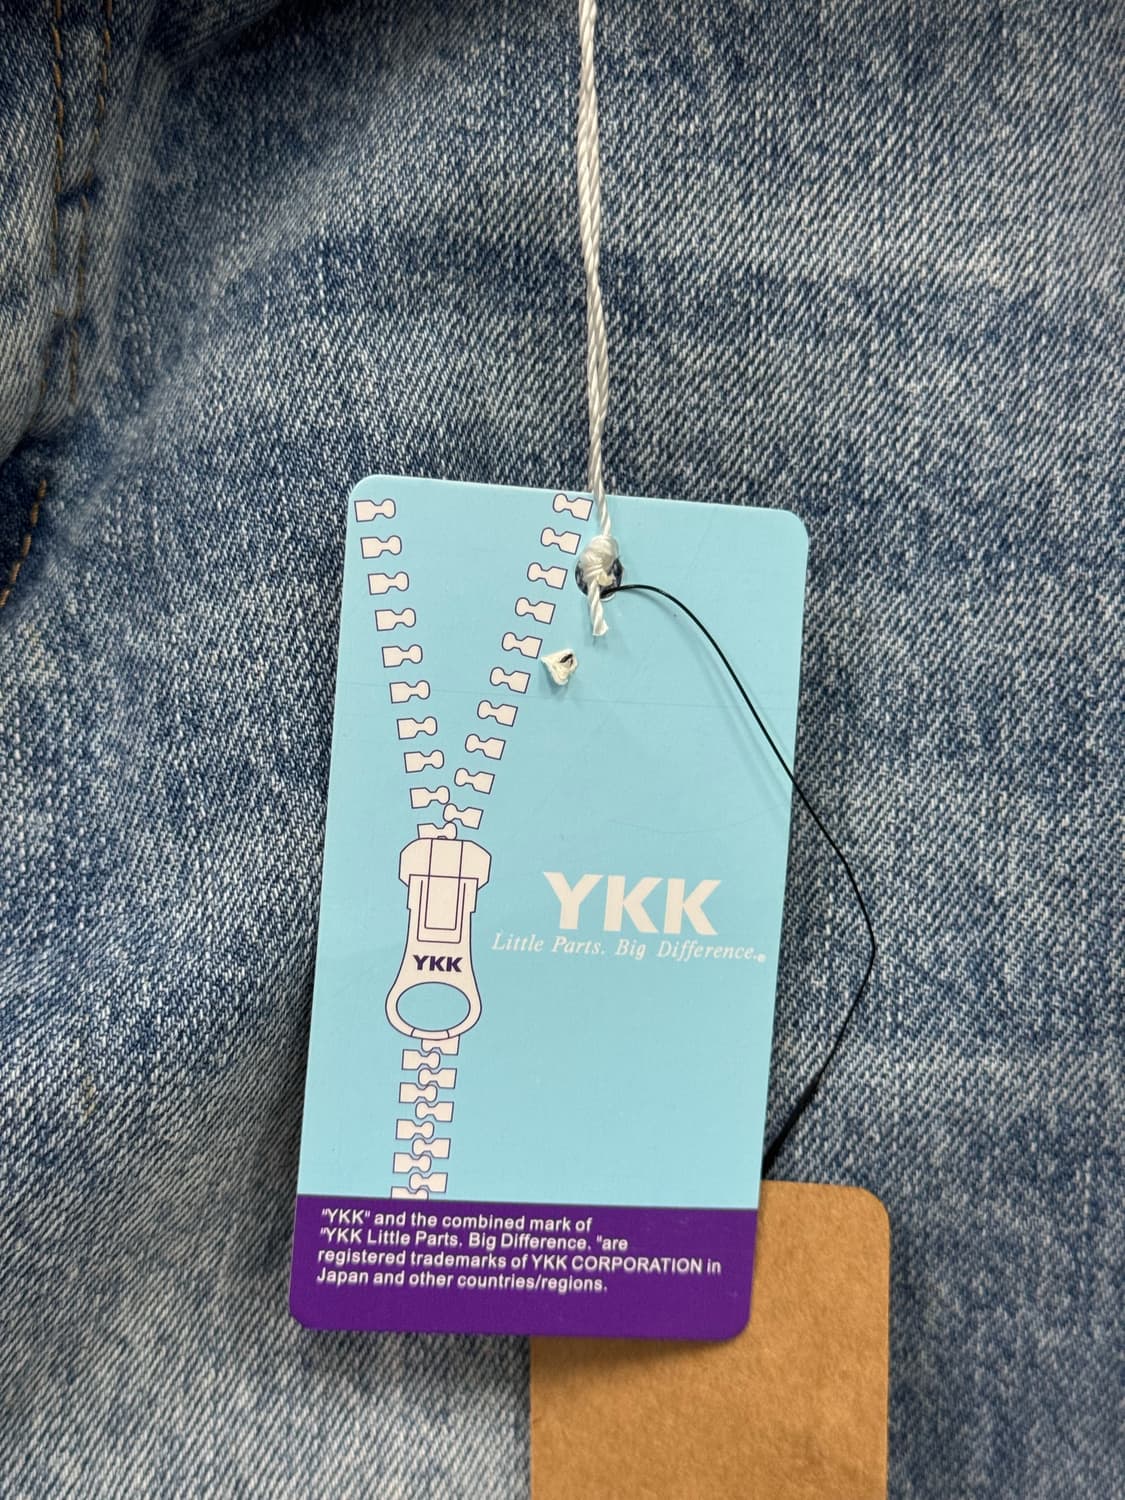 YKK
Little Parts. Big Difference.®
YKK
"YKK" and the combined mark of
"YKK Little Parts. Big Difference. "are
registered trademarks of YKK CORPORATION in
Japan and other countries/regions.